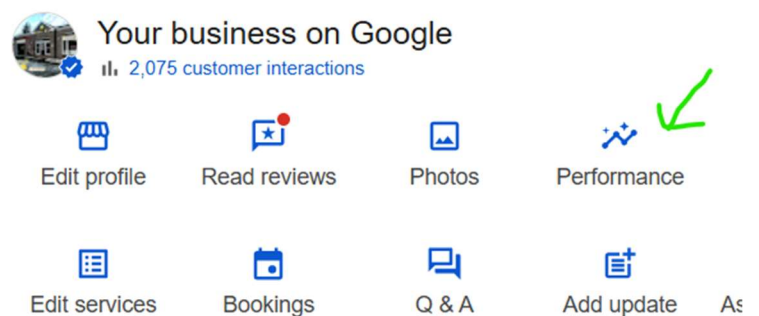 Your business on Google
2,075 customer interactions
Edit profile
Read reviews
Photos
Performance
Edit services
Bookings
Q & A
Add update